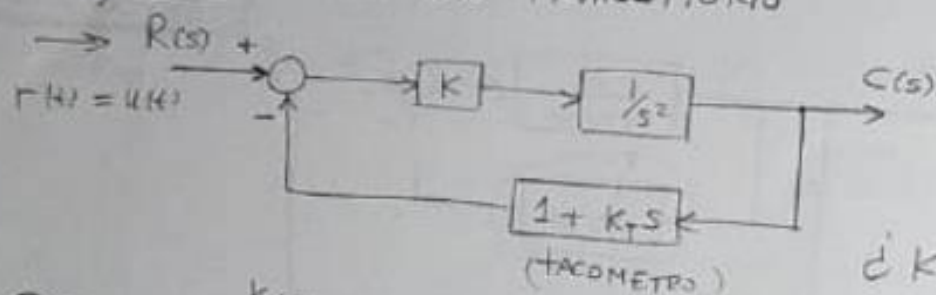 R(s) +
r(t) = u(t)
-
K
1/s²
C(s)
1 + K_T s
(TACOMETRO)
¿ K
K